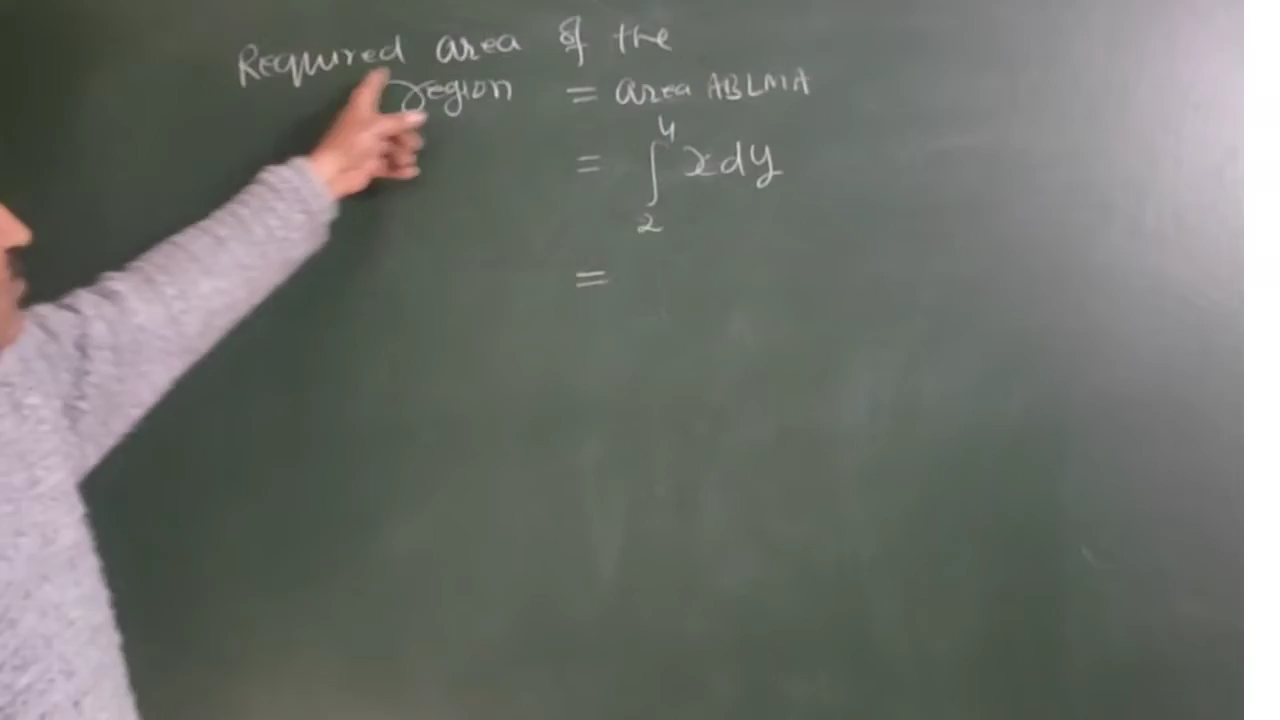 Required area of the
region = area ABLMA
= ∫₂⁴ x dy
=